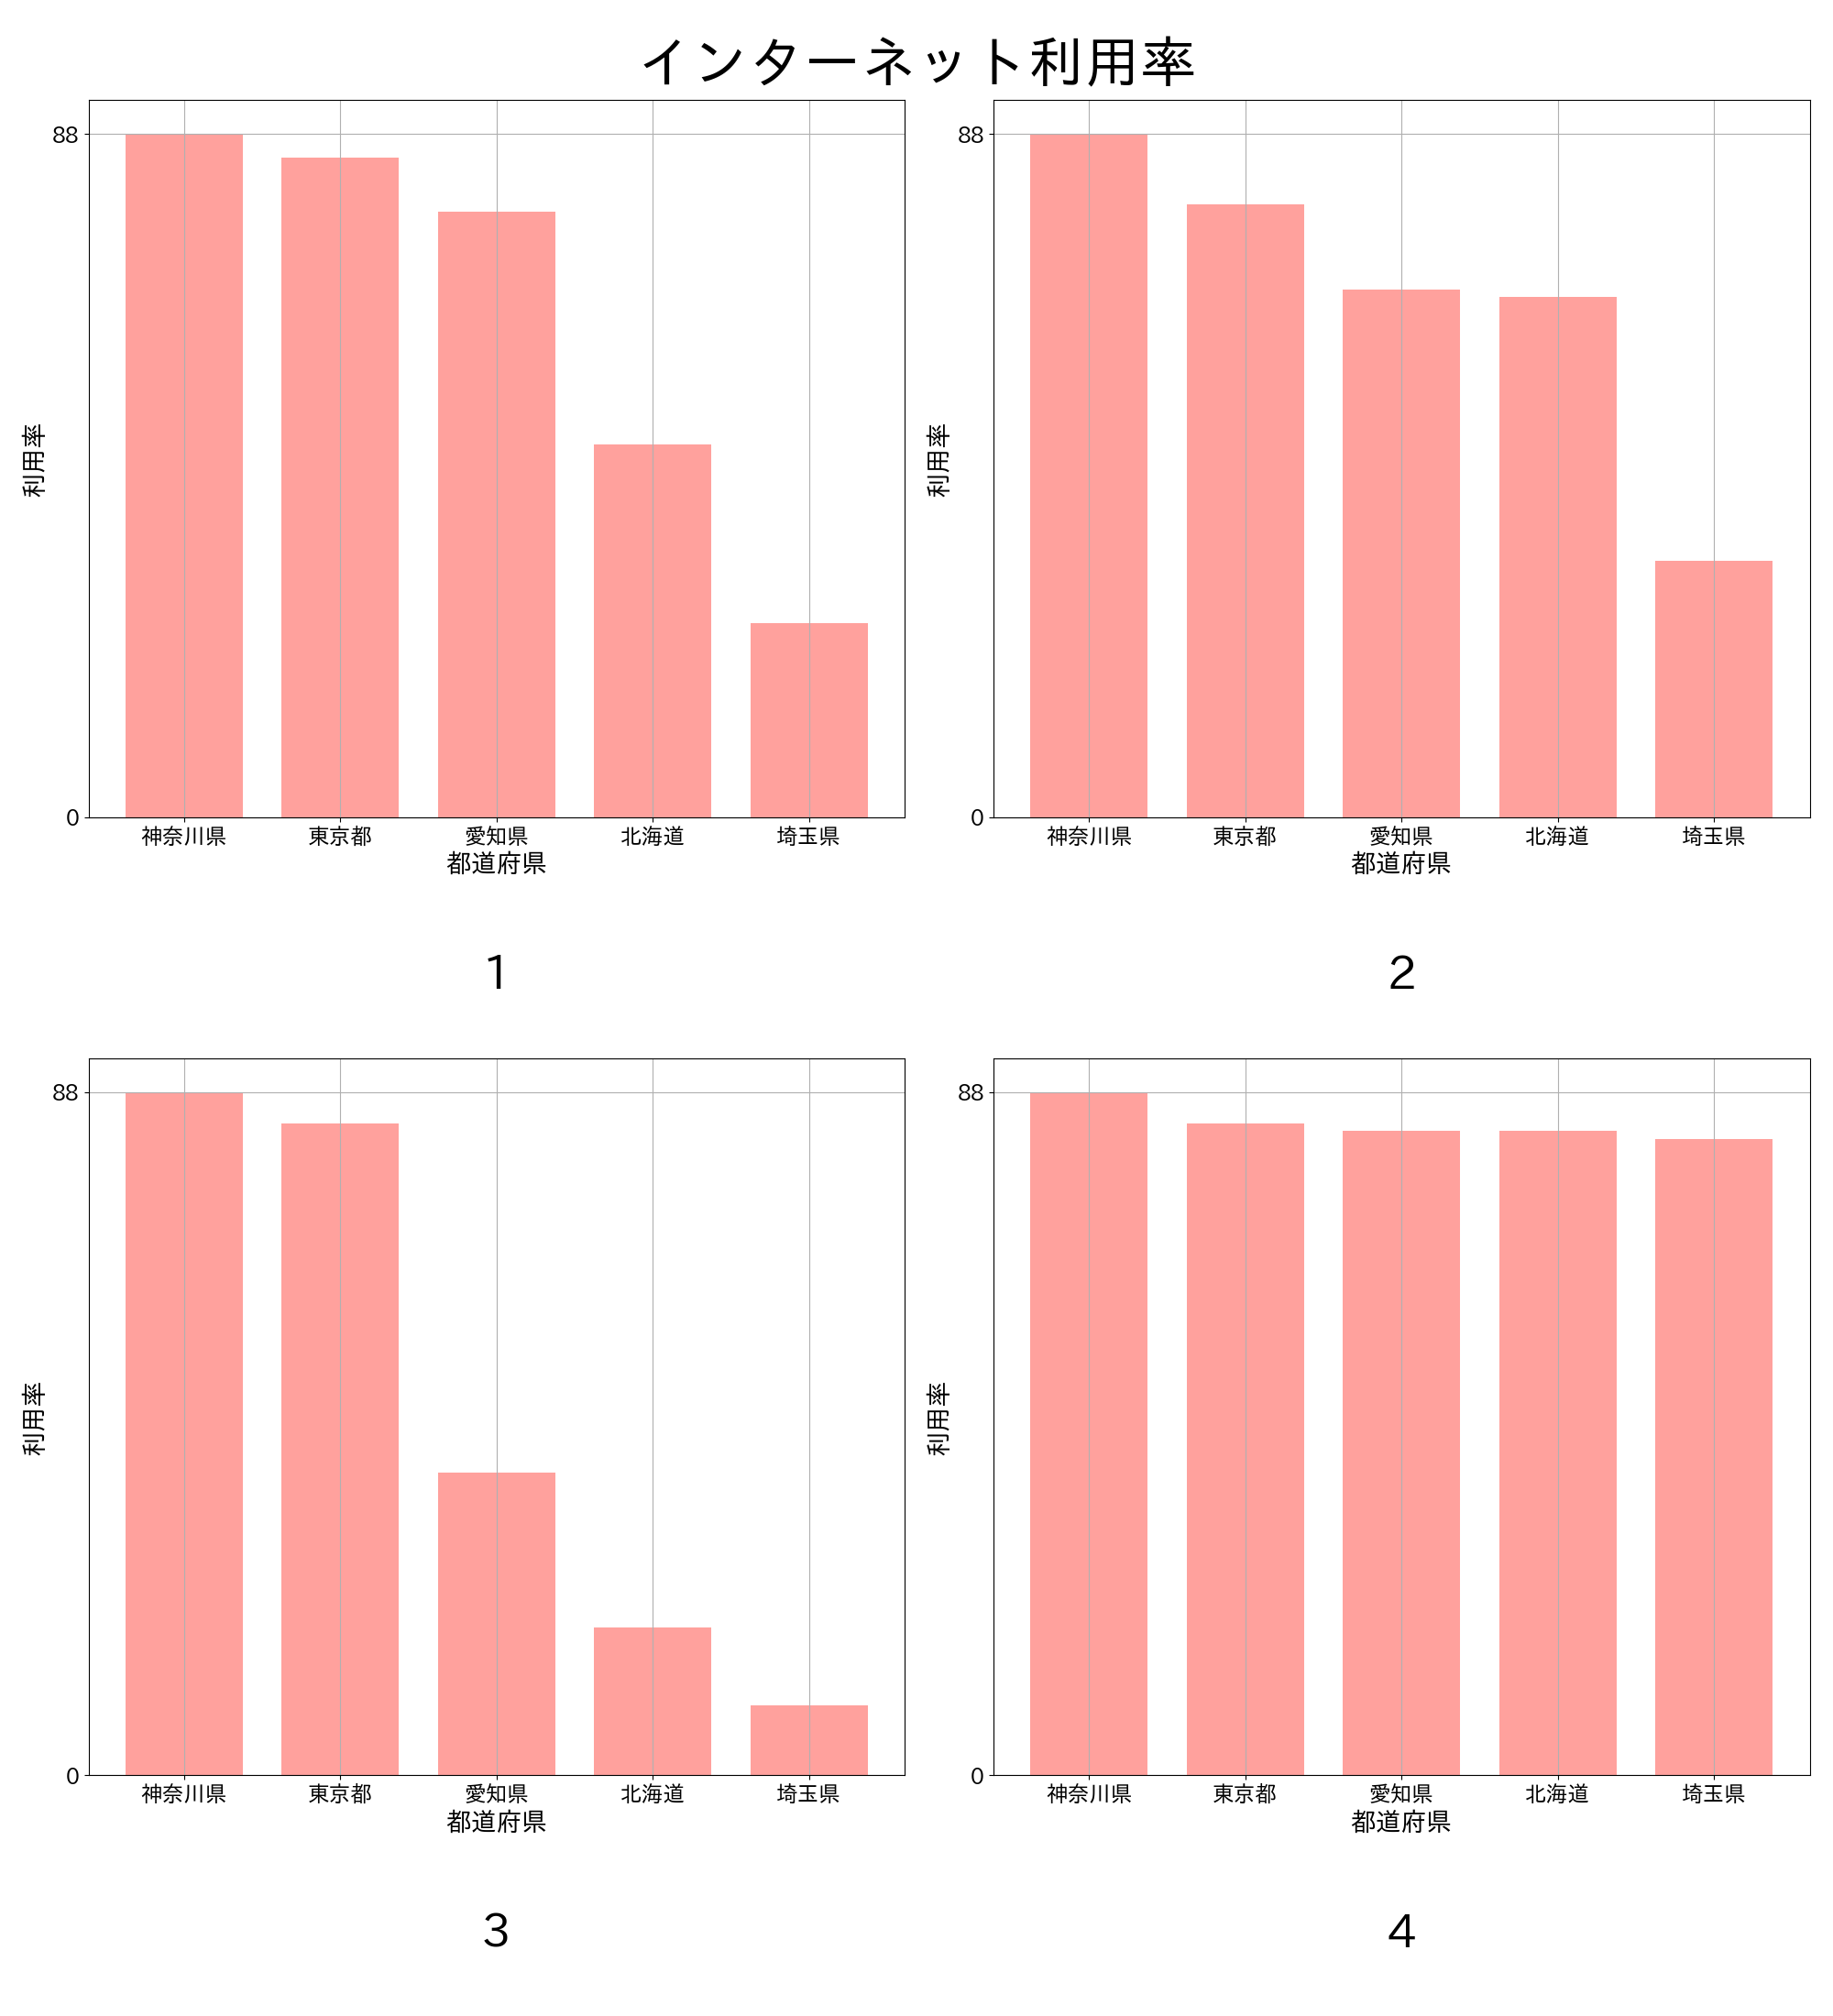 インターネット利用率
88
0
利用率
神奈川県 東京都 愛知県 北海道 埼玉県
都道府県
1
88
0
利用率
神奈川県 東京都 愛知県 北海道 埼玉県
都道府県
2
88
0
利用率
神奈川県 東京都 愛知県 北海道 埼玉県
都道府県
3
88
0
利用率
神奈川県 東京都 愛知県 北海道 埼玉県
都道府県
4